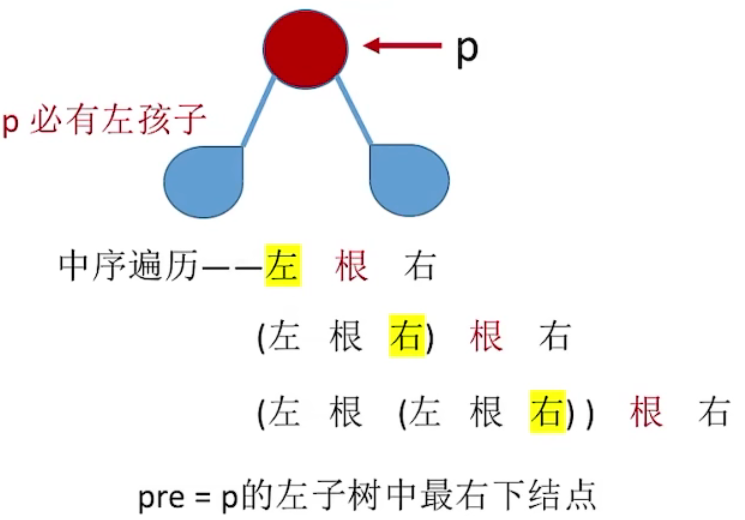 p
p 必有左孩子
中序遍历——左 根 右
(左 根 右) 根 右
(左 根 (左 根 右) ) 根 右
pre = p的左子树中最右下结点